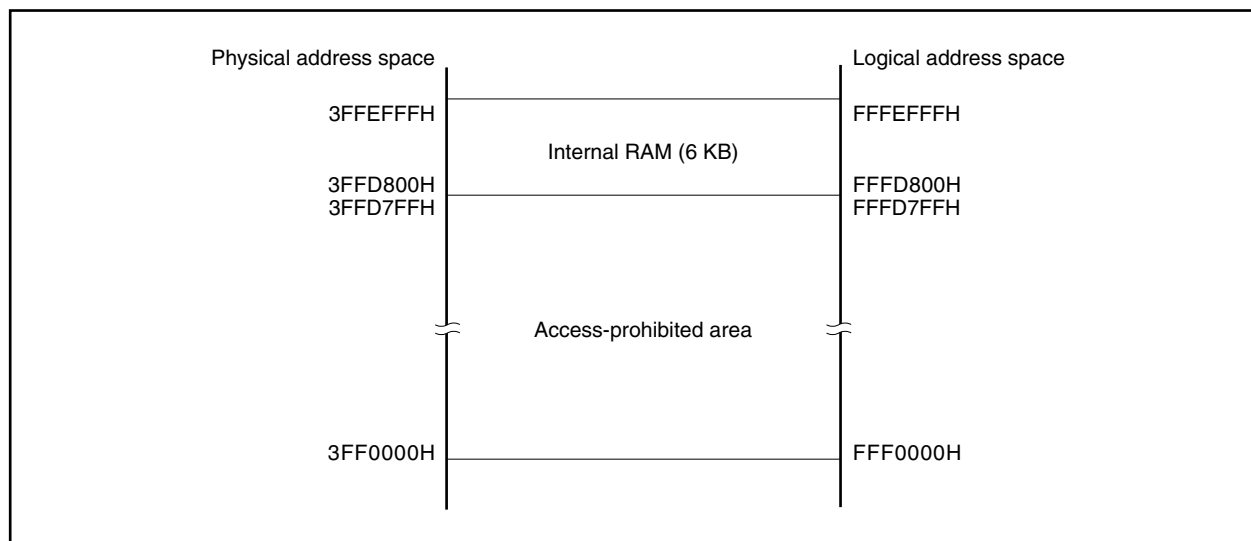 Physical address space Logical address space
3FFEFFFH FFFEFFFH
Internal RAM (6 KB)
3FFD800H FFFD800H
3FFD7FFH FFFD7FFH
Access-prohibited area
3FF0000H FFF0000H